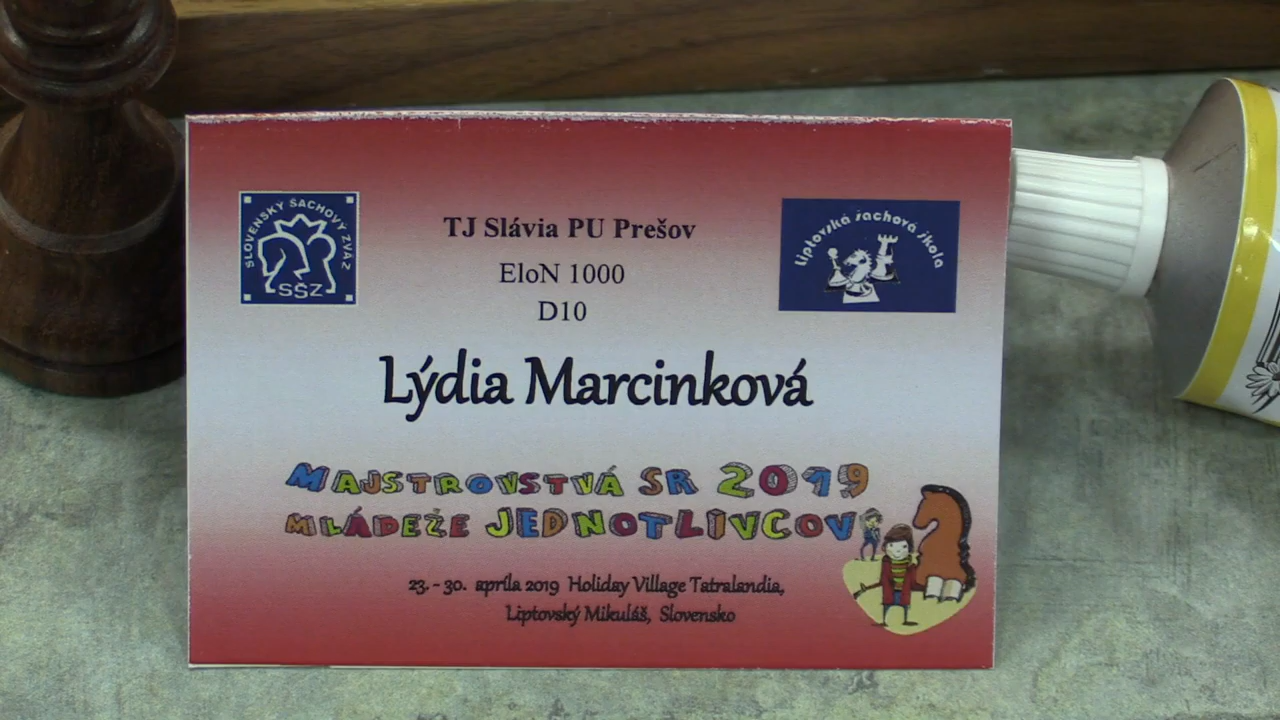 SLOVENSKÝ ŠACHOVÝ ZVÄZ
SŠZ
TJ Slávia PU Prešov
EloN 1000
D10
Liptovská šachová škola
Lýdia Marcinková
MAJSTROVSTVÁ SR 2019
MLÁDEŽE JEDNOTLIVCOV
23. - 30. apríla 2019 Holiday Village Tatralandia,
Liptovský Mikuláš, Slovensko